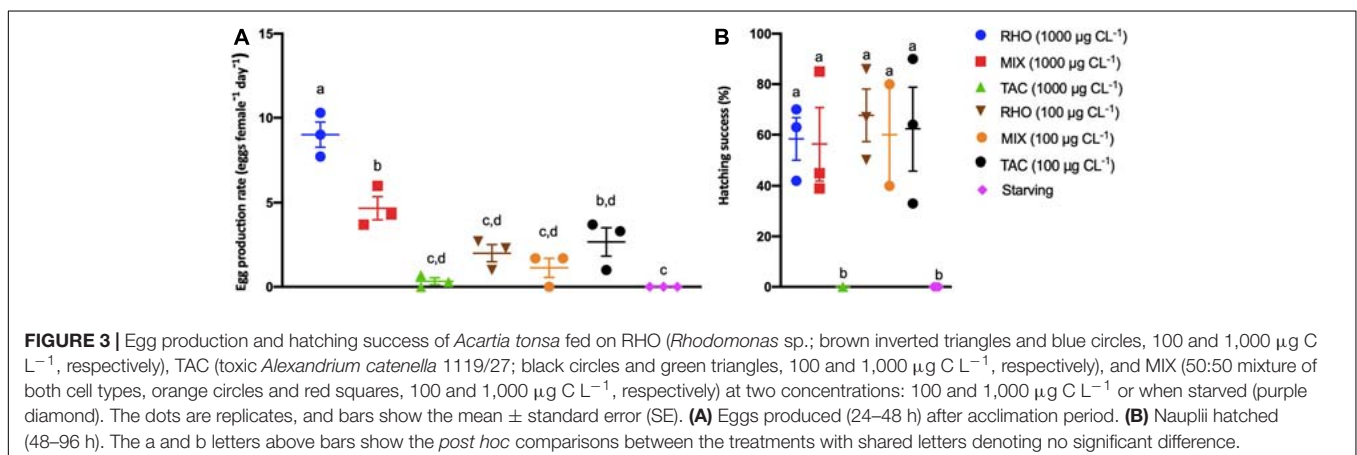 A
15
10
5
0
Egg production rate (eggs female⁻¹ day⁻¹)
a
b
c,d
c,d
c,d
b,d
c
B
100
80
60
40
20
0
Hatching success (%)
a
a
b
a
a
a
b
RHO (1000 µg CL⁻¹)
MIX (1000 µg CL⁻¹)
TAC (1000 µg CL⁻¹)
RHO (100 µg CL⁻¹)
MIX (100 µg CL⁻¹)
TAC (100 µg CL⁻¹)
Starving
FIGURE 3 | Egg production and hatching success of Acartia tonsa fed on RHO (Rhodomonas sp.; brown inverted triangles and blue circles, 100 and 1,000 µg C
L⁻¹, respectively), TAC (toxic Alexandrium catenella 1119/27; black circles and green triangles, 100 and 1,000 µg C L⁻¹, respectively), and MIX (50:50 mixture of
both cell types, orange circles and red squares, 100 and 1,000 µg C L⁻¹, respectively) at two concentrations: 100 and 1,000 µg C L⁻¹ or when starved (purple
diamond). The dots are replicates, and bars show the mean ± standard error (SE). (A) Eggs produced (24–48 h) after acclimation period. (B) Nauplii hatched
(48–96 h). The a and b letters above bars show the post hoc comparisons between the treatments with shared letters denoting no significant difference.